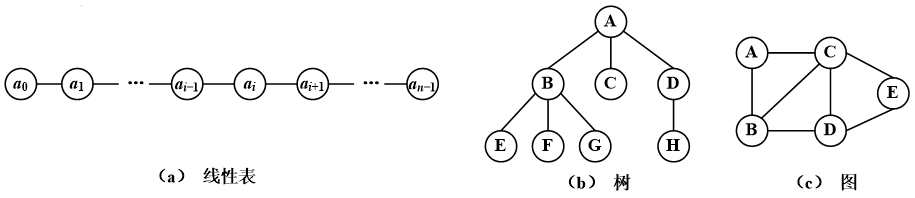 a0 a1 ··· ai−1 ai ai+1 ··· an−1
(a) 线性表
A
B C D
E F G H
(b) 树
A C
E
B D
(c) 图